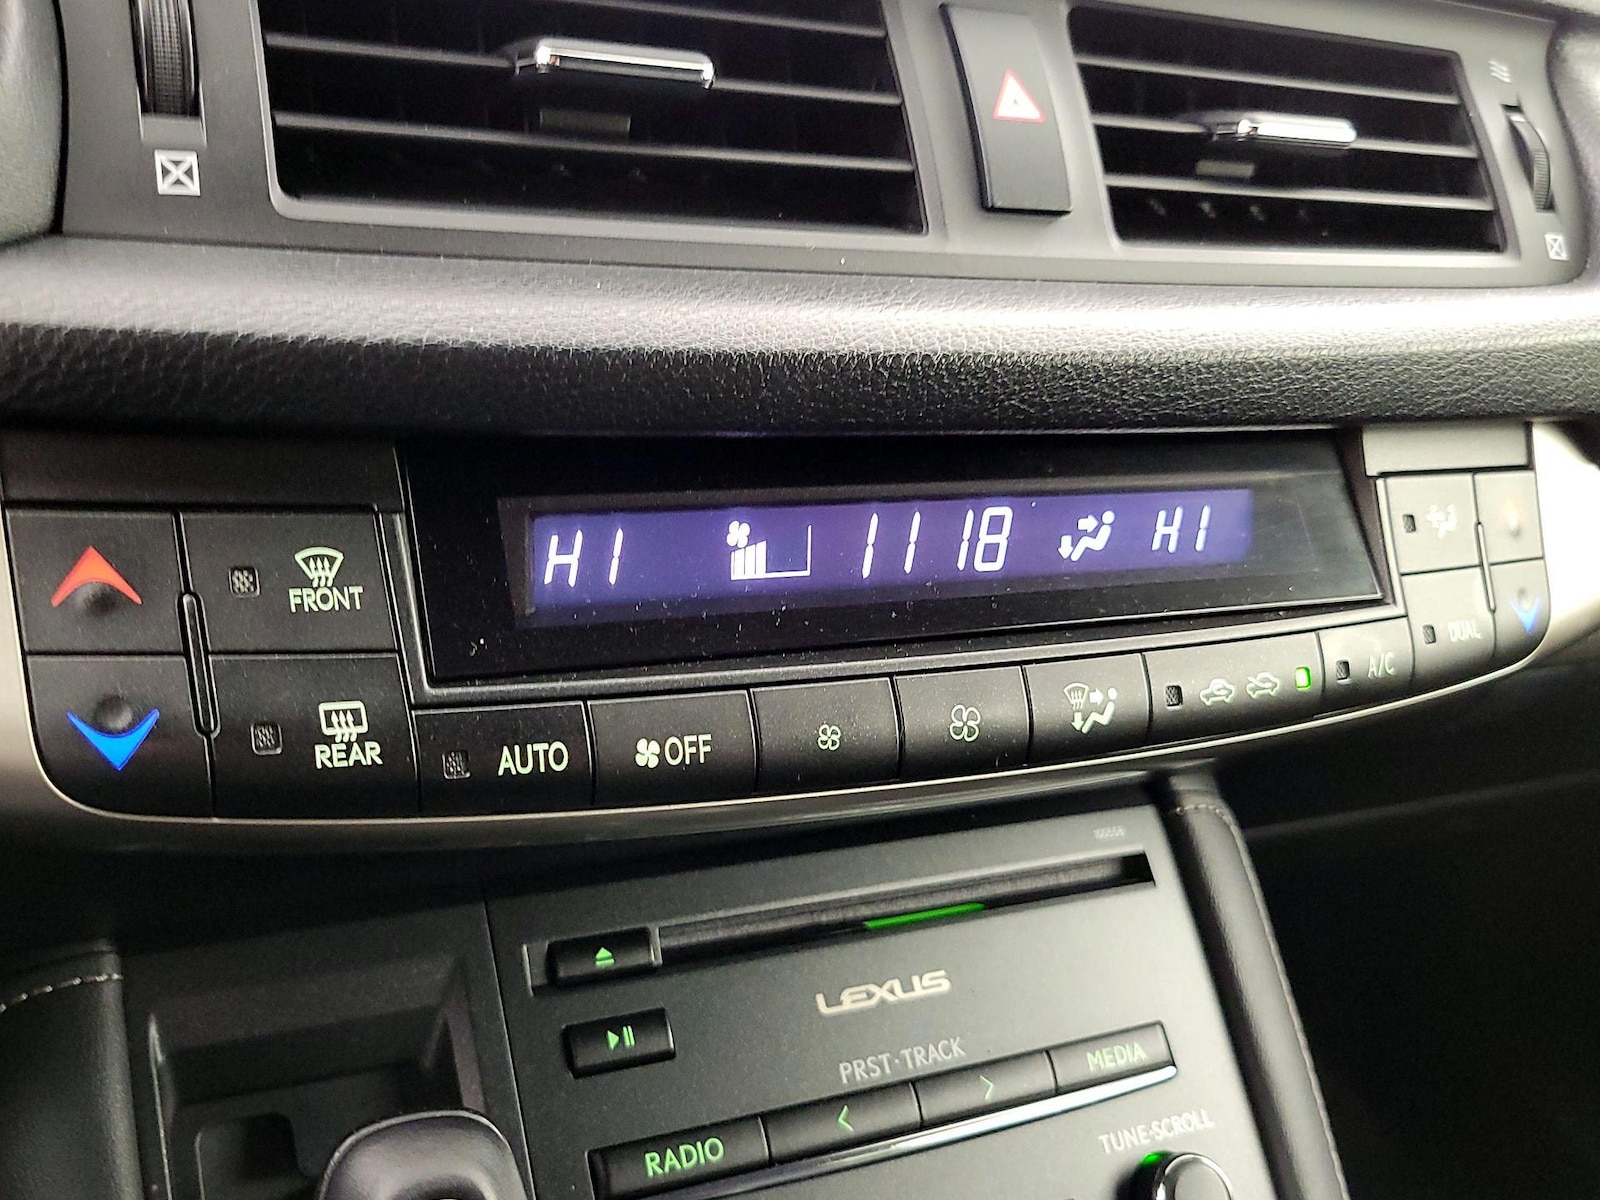 HI 1118 HI
FRONT
REAR
AUTO
OFF
A/C
DUAL
LEXUS
PRST·TRACK
MEDIA
RADIO
TUNE·SCROLL